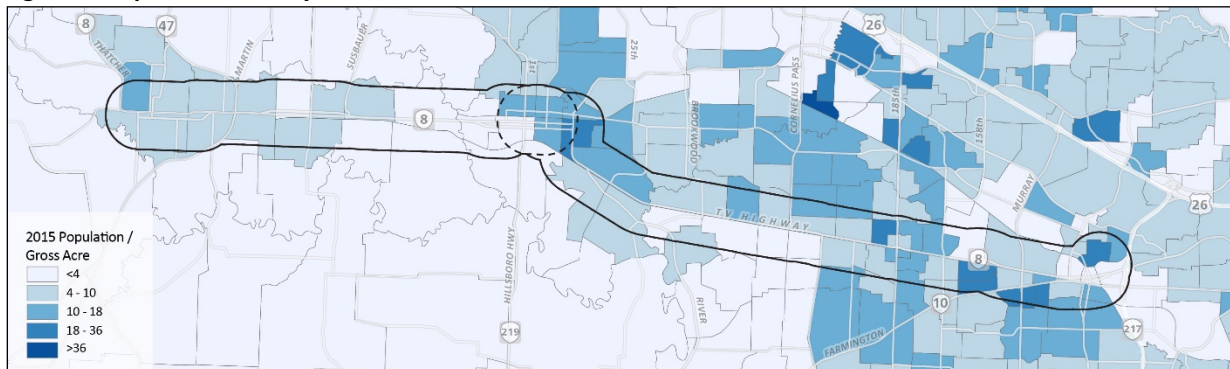 8
47
THATCHER
MARTIN
SUSBAUER
1st
25th
BROOKWOOD
CORNELIUS PASS
185th
158th
MURRAY
26
26
8
TV HIGHWAY
8
10
217
219
HILLSBORO HWY
RIVER
FARMINGTON
2015 Population /
Gross Acre
<4
4 - 10
10 - 18
18 - 36
>36